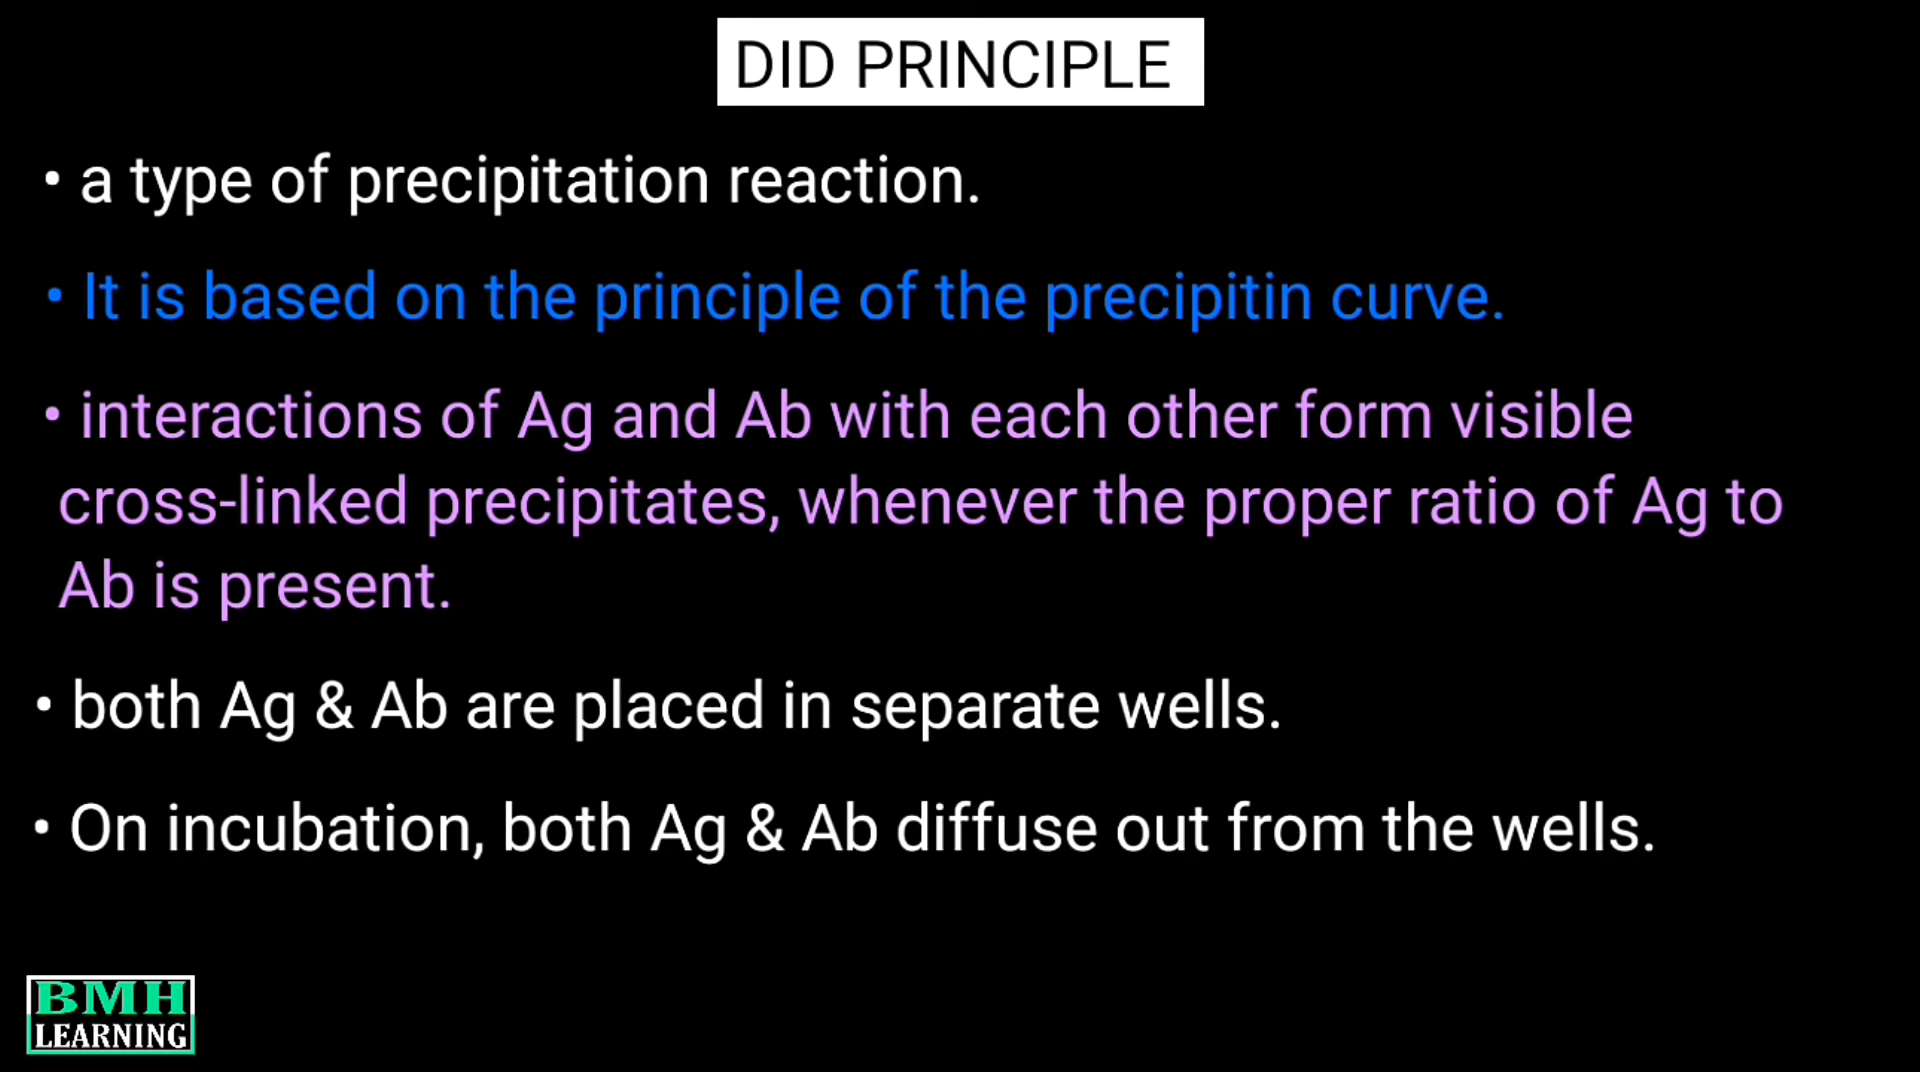 DID PRINCIPLE
• a type of precipitation reaction.
• It is based on the principle of the precipitin curve.
• interactions of Ag and Ab with each other form visible
cross-linked precipitates, whenever the proper ratio of Ag to
Ab is present.
• both Ag & Ab are placed in separate wells.
• On incubation, both Ag & Ab diffuse out from the wells.
BMH
LEARNING